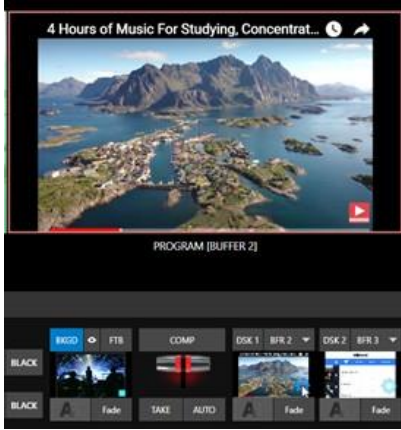 4 Hours of Music For Studying, Concentrat...
PROGRAM [BUFFER 2]
BKGD FTB COMP DSK 1 BFR 2 DSK 2 BFR 3
BLACK
BLACK Fade TAKE AUTO Fade Fade